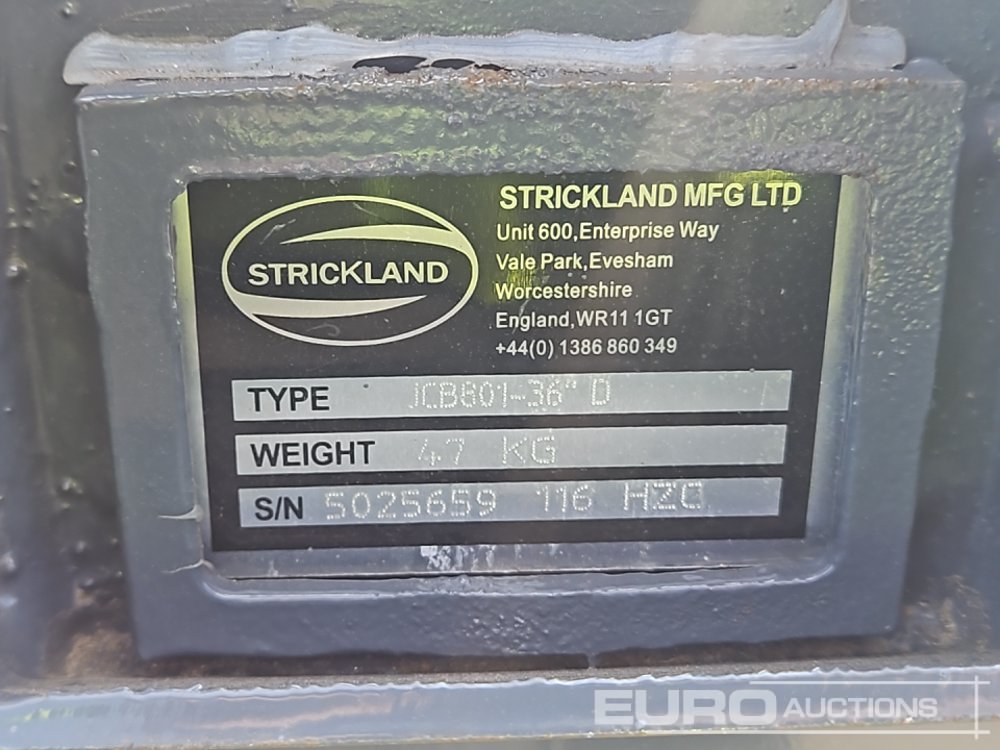 STRICKLAND
STRICKLAND MFG LTD
Unit 600,Enterprise Way
Vale Park,Evesham
Worcestershire
England,WR11 1GT
+44(0) 1386 860 349
TYPE JCB801-36" D
WEIGHT 47 KG
S/N 5025659 116 HZC
EURO AUCTIONS